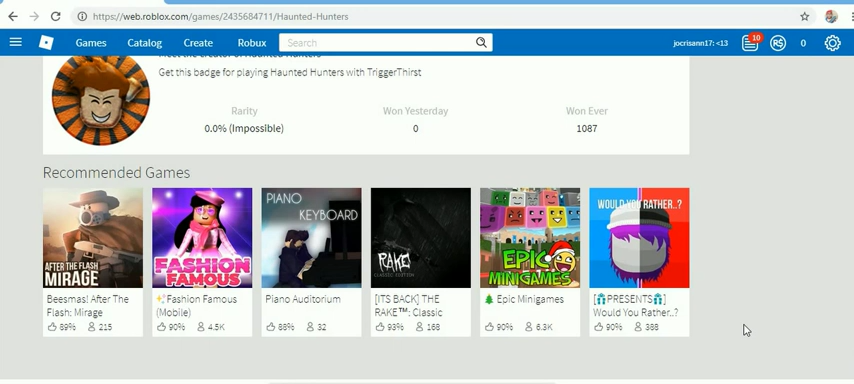 https://web.roblox.com/games/2435684711/Haunted-Hunters
Games Catalog Create Robux Search jocrisann17: <13 10 R$ 0
Get this badge for playing Haunted Hunters with TriggerThirst
Rarity Won Yesterday Won Ever
0.0% (Impossible) 0 1087
Recommended Games
AFTER THE FLASH
MIRAGE
FASHION
FAMOUS
PIANO
KEYBOARD
RAKE
CLASSIC EDITION
EPIC
MINIGAMES
WOULD YOU RATHER..?
Beesmas! After The
Flash: Mirage
89% 215
✨Fashion Famous
(Mobile)
90% 4.5K
Piano Auditorium
88% 32
[ITS BACK] THE
RAKE™: Classic
93% 168
🌲 Epic Minigames
90% 6.3K
[🎁PRESENTS🎁]
Would You Rather..?
90% 388